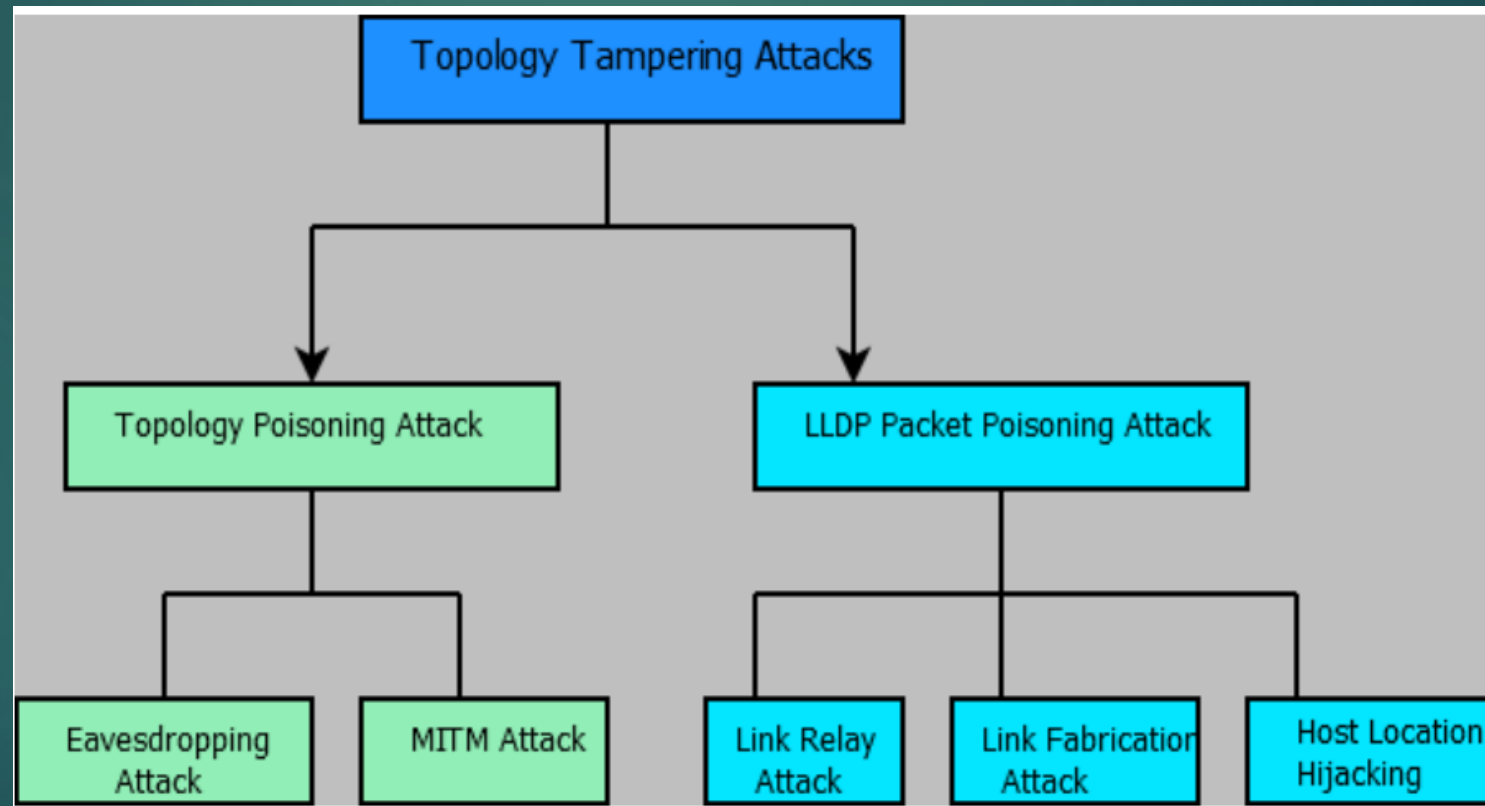 Topology Tampering Attacks
Topology Poisoning Attack
LLDP Packet Poisoning Attack
Eavesdropping
Attack
MITM Attack
Link Relay
Attack
Link Fabrication
Attack
Host Location
Hijacking